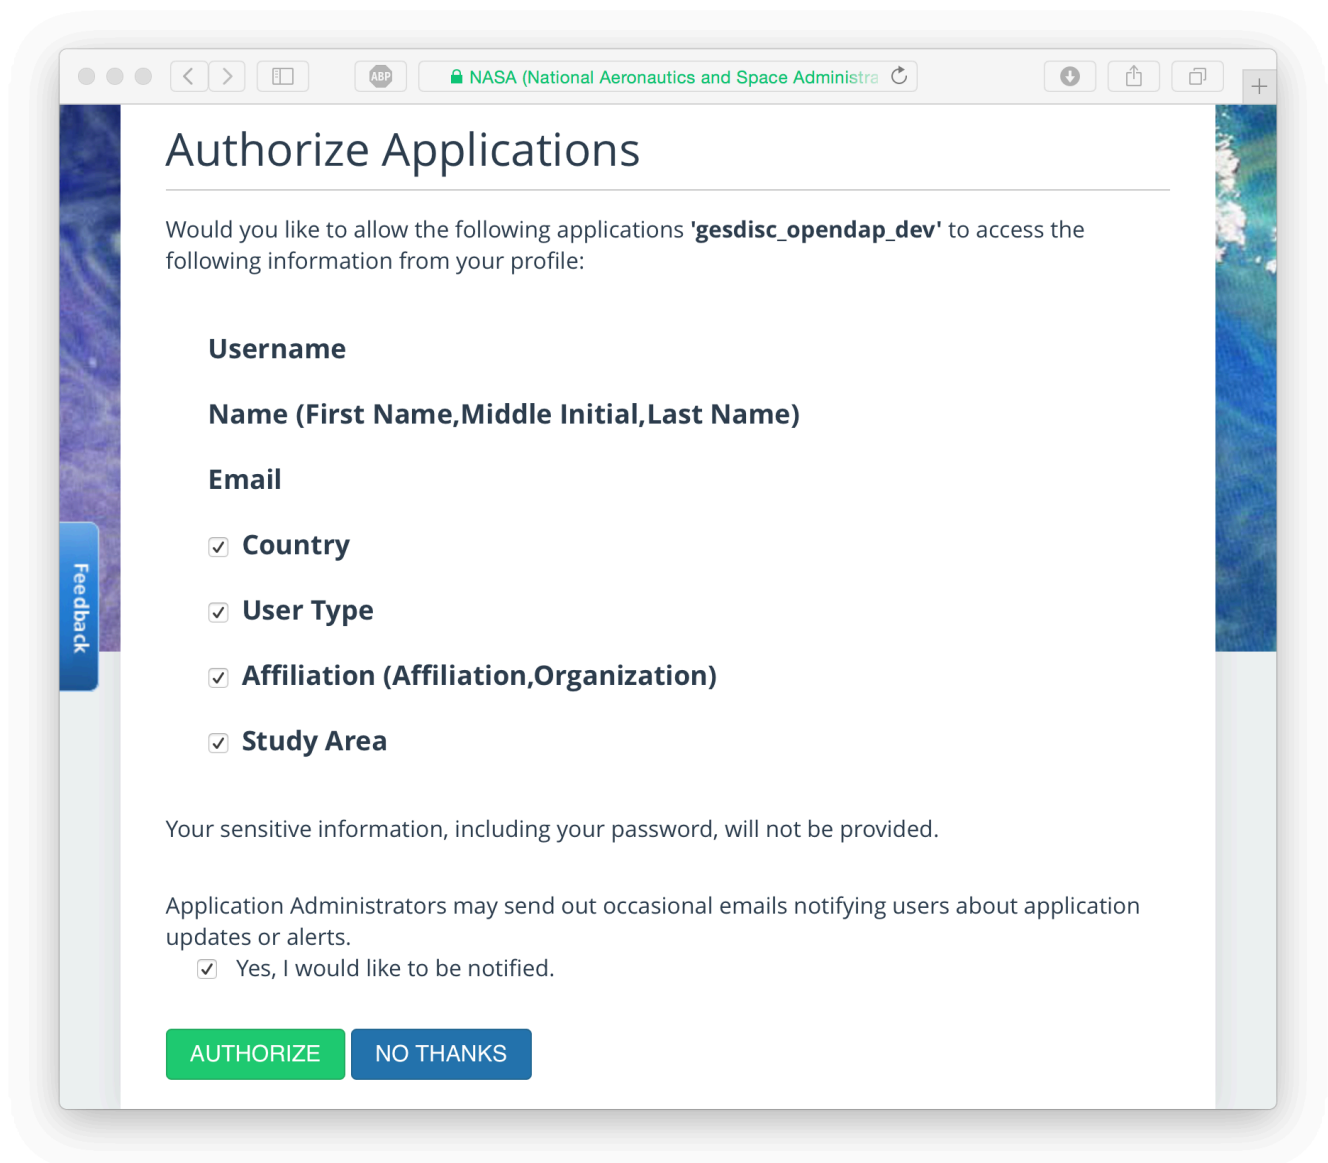 ABP
NASA (National Aeronautics and Space Administra
Authorize Applications
Would you like to allow the following applications 'gesdisc_opendap_dev' to access the
following information from your profile:
Username
Name (First Name,Middle Initial,Last Name)
Email
Country
User Type
Affiliation (Affiliation,Organization)
Study Area
Feedback
Your sensitive information, including your password, will not be provided.
Application Administrators may send out occasional emails notifying users about application
updates or alerts.
Yes, I would like to be notified.
AUTHORIZE
NO THANKS